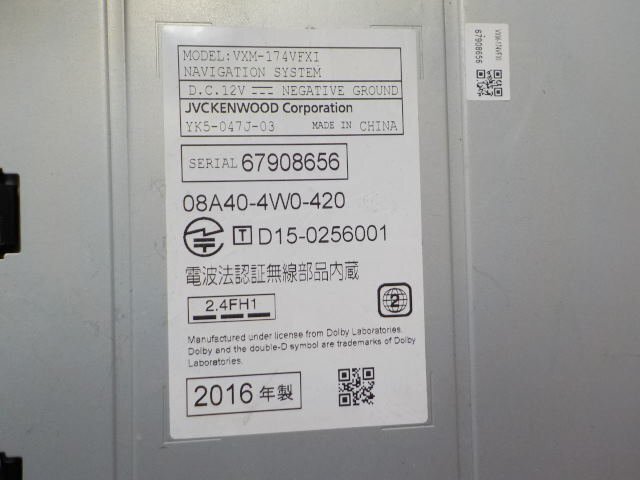 MODEL:VXM-174VFXI
NAVIGATION SYSTEM
D.C.12V NEGATIVE GROUND
JVCKENWOOD Corporation
YK5-047J-03 MADE IN CHINA
SERIAL 67908656
08A40-4W0-420
T D15-0256001
電波法認証無線部品内蔵
2.4FH1
2
Manufactured under license from Dolby Laboratories.
Dolby and the double-D symbol are trademarks of Dolby
Laboratories.
2016 年製
67908656